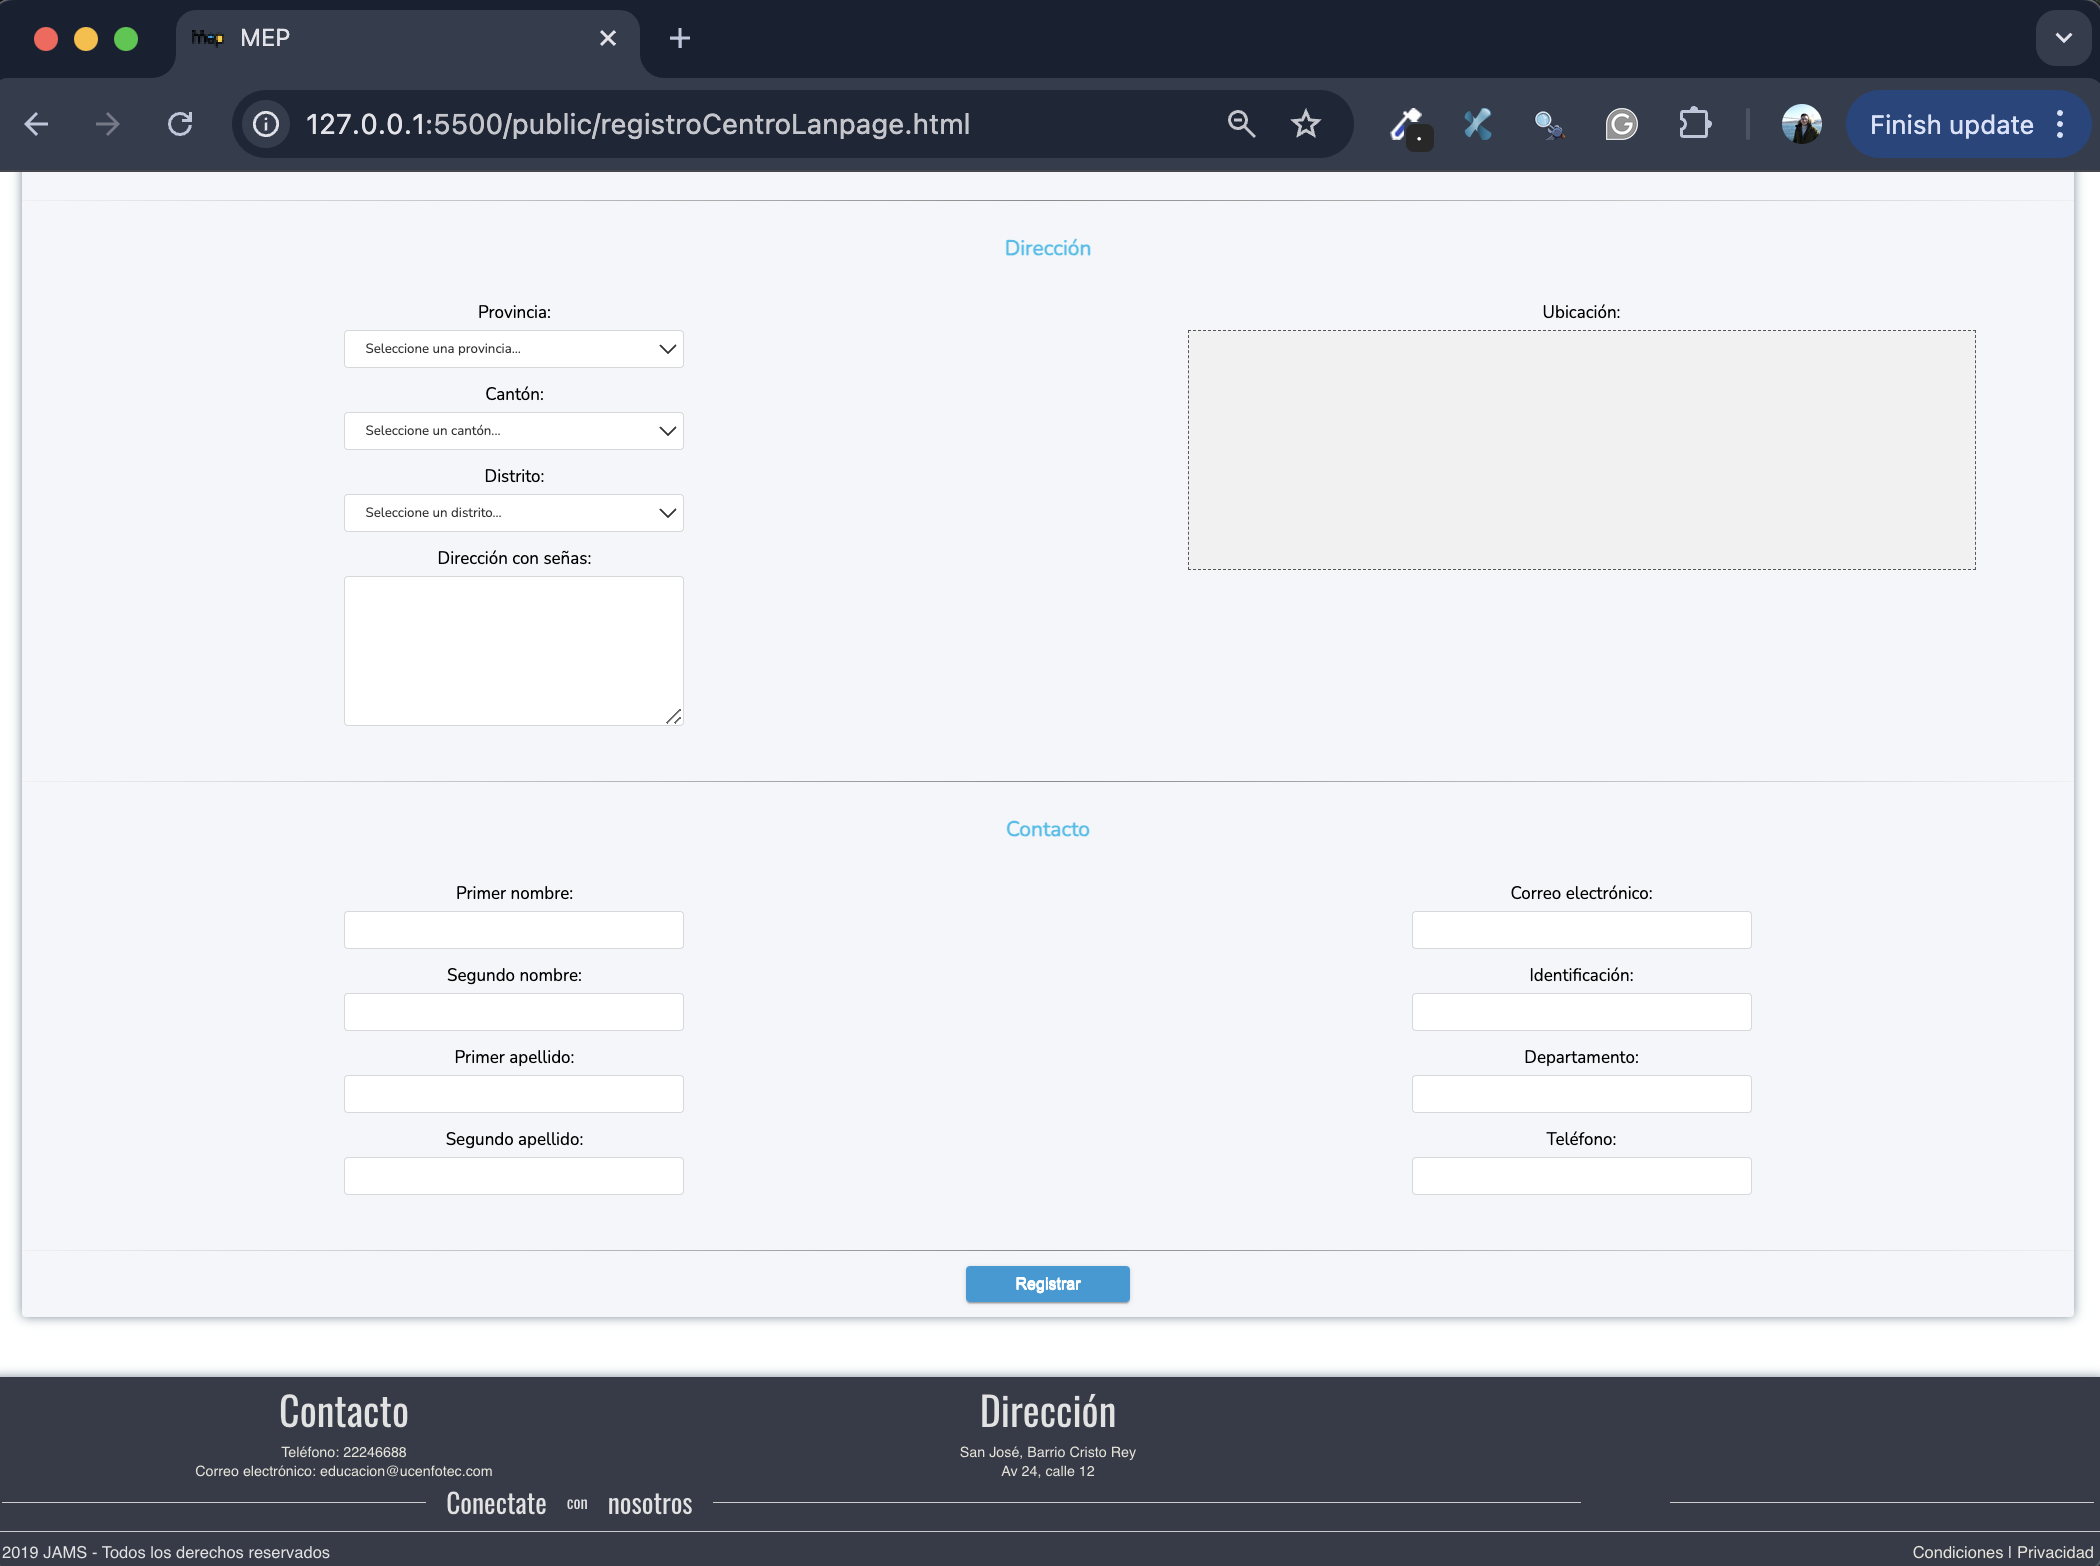 MEP
127.0.0.1:5500/public/registroCentroLanpage.html
Finish update
Dirección
Provincia:
Seleccione una provincia...
Cantón:
Seleccione un cantón...
Distrito:
Seleccione un distrito...
Dirección con señas:
Ubicación:
Contacto
Primer nombre:
Segundo nombre:
Primer apellido:
Segundo apellido:
Correo electrónico:
Identificación:
Departamento:
Teléfono:
Registrar
Contacto
Teléfono: 22246688
Correo electrónico: educacion@ucenfotec.com
Dirección
San José, Barrio Cristo Rey
Av 24, calle 12
Conectate con nosotros
2019 JAMS - Todos los derechos reservados
Condiciones | Privacidad